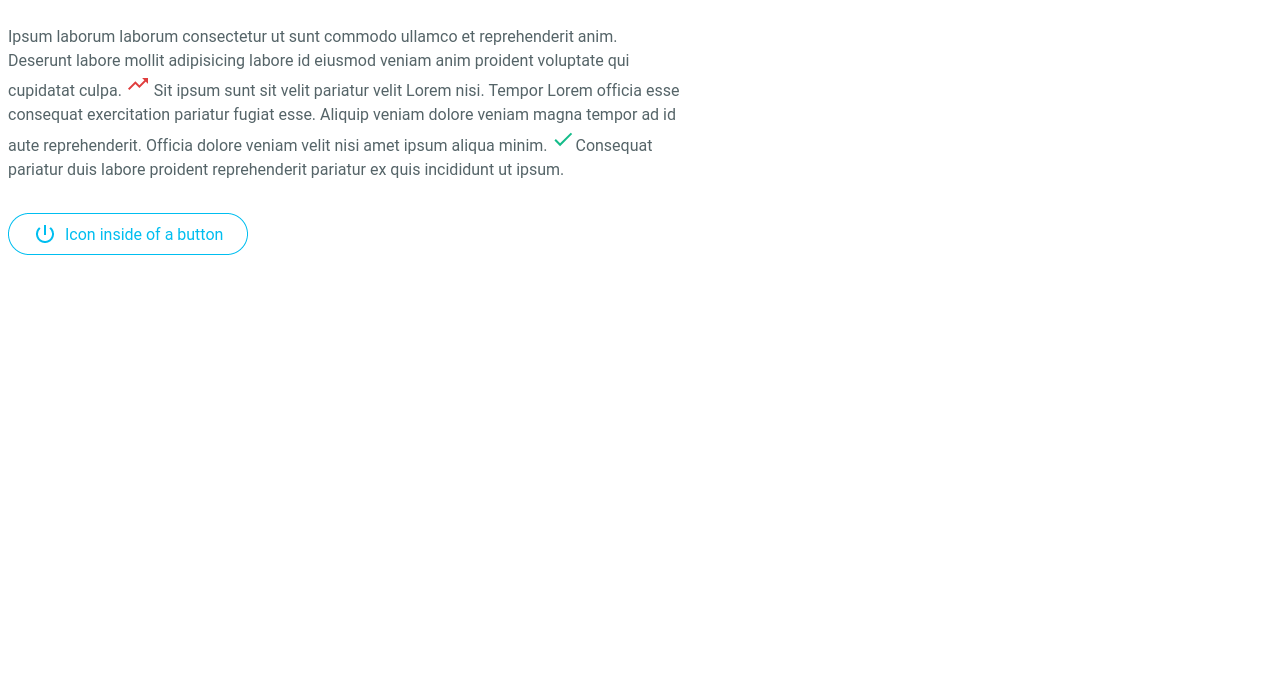 Ipsum laborum laborum consectetur ut sunt commodo ullamco et reprehenderit anim.
Deserunt labore mollit adipisicing labore id eiusmod veniam anim proident voluptate qui
cupidatat culpa. Sit ipsum sunt sit velit pariatur velit Lorem nisi. Tempor Lorem officia esse
consequat exercitation pariatur fugiat esse. Aliquip veniam dolore veniam magna tempor ad id
aute reprehenderit. Officia dolore veniam velit nisi amet ipsum aliqua minim. Consequat
pariatur duis labore proident reprehenderit pariatur ex quis incididunt ut ipsum.
Icon inside of a button